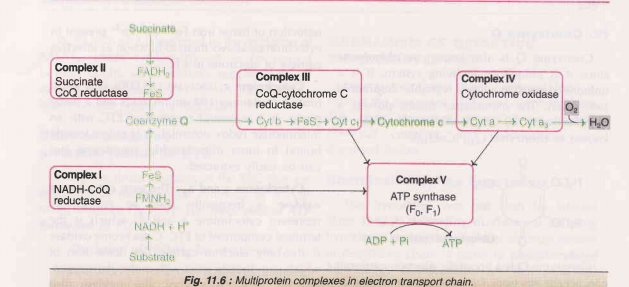 Succinate
Complex II
Succinate
CoQ reductase
FADH₂
FeS
Complex III
CoQ-cytochrome C
reductase
Complex IV
Cytochrome oxidase
O₂
Coenzyme Q
Cyt b
FeS
Cyt c₁
Cytochrome c
Cyt a
Cyt a₃
H₂O
Complex I
NADH-CoQ
reductase
FeS
FMNH₂
NADH + H⁺
Substrate
Complex V
ATP synthase
(F₀, F₁)
ADP + Pi
ATP
Fig. 11.6 : Multiprotein complexes in electron transport chain.